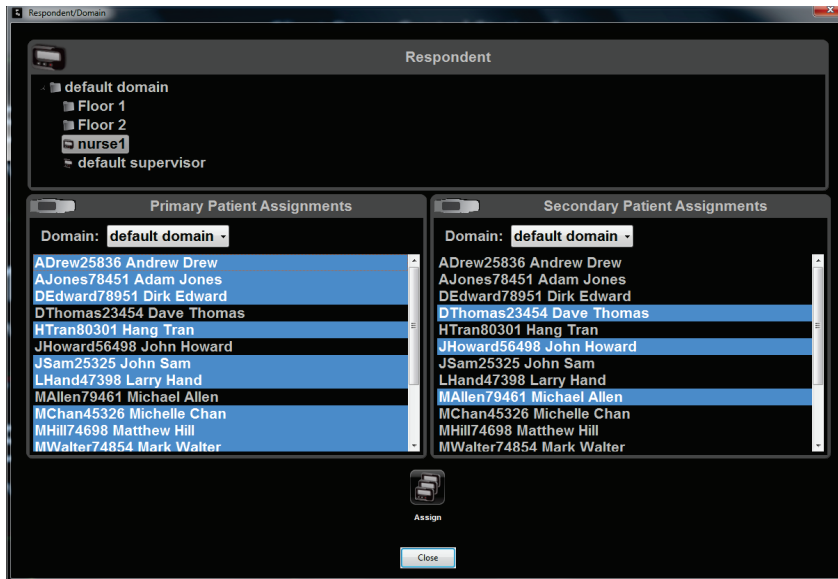 Respondent/Domain
Respondent
default domain
Floor 1
Floor 2
nurse1
default supervisor
Primary Patient Assignments
Domain: default domain
ADrew25836 Andrew Drew
AJones78451 Adam Jones
DEdward78951 Dirk Edward
DThomas23454 Dave Thomas
HTran80301 Hang Tran
JHoward56498 John Howard
JSam25325 John Sam
LHand47398 Larry Hand
MAllen79461 Michael Allen
MChan45326 Michelle Chan
MHill74698 Matthew Hill
MWalter74854 Mark Walter
Secondary Patient Assignments
Domain: default domain
ADrew25836 Andrew Drew
AJones78451 Adam Jones
DEdward78951 Dirk Edward
DThomas23454 Dave Thomas
HTran80301 Hang Tran
JHoward56498 John Howard
JSam25325 John Sam
LHand47398 Larry Hand
MAllen79461 Michael Allen
MChan45326 Michelle Chan
MHill74698 Matthew Hill
MWalter74854 Mark Walter
Assign
Close